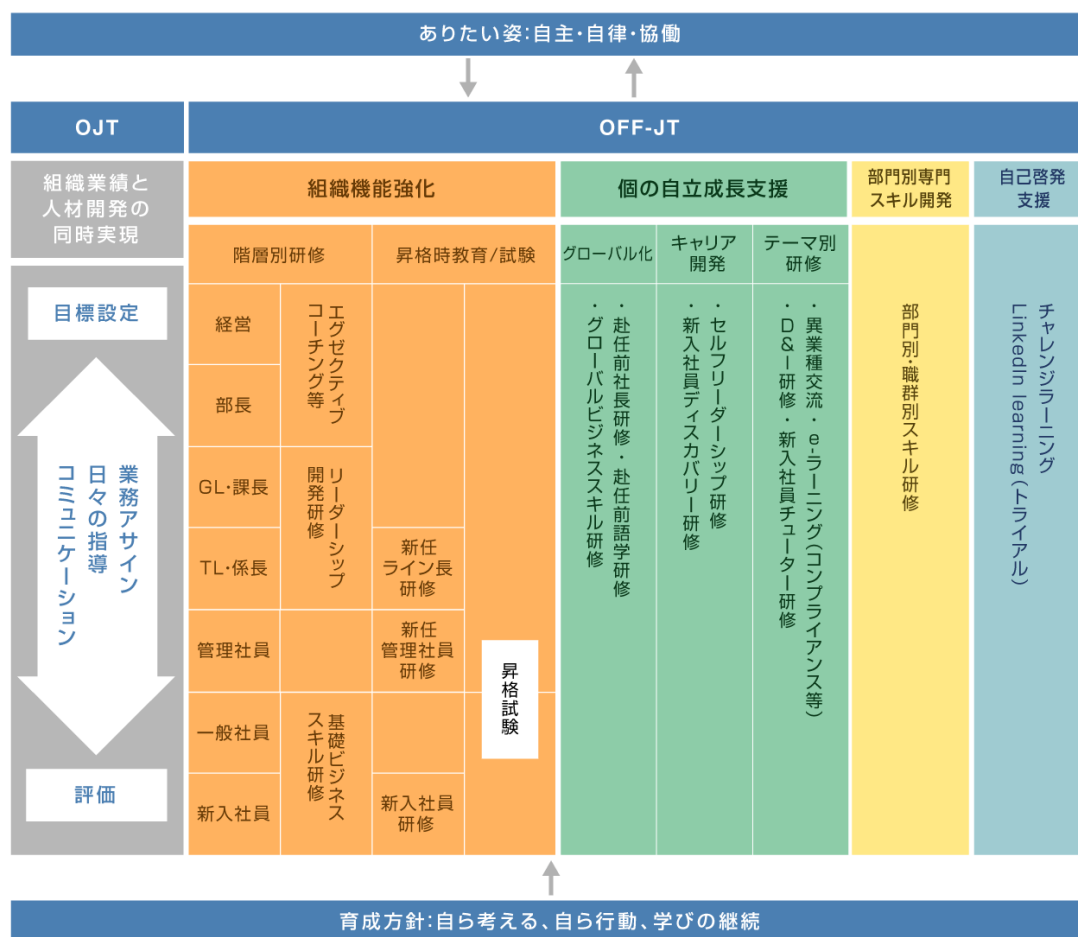 ありたい姿:自主・自律・協働
OJT
OFF-JT
組織業績と
人材開発の
同時実現
目標設定
業務アサイン
日々の指導
コミュニケーション
評価
組織機能強化
階層別研修
昇格時教育/試験
経営
部長
GL・課長
TL・係長
管理社員
一般社員
新入社員
エグゼクティブ
コーチング等
リーダーシップ
開発研修
基礎ビジネス
スキル研修
新任
ライン長
研修
新任
管理社員
研修
新入社員
研修
昇格試験
個の自立成長支援
グローバル化
・赴任前社長研修・赴任前語学研修
・グローバルビジネススキル研修
キャリア
開発
・セルフリーダーシップ研修
・新入社員ディスカバリー研修
テーマ別
研修
・異業種交流・e-ラーニング(コンプライアンス等)
・D&I研修・新入社員チューター研修
部門別専門
スキル開発
部門別・職群別スキル研修
自己啓発
支援
チャレンジラーニング
LinkedIn learning(トライアル)
育成方針:自ら考える、自ら行動、学びの継続